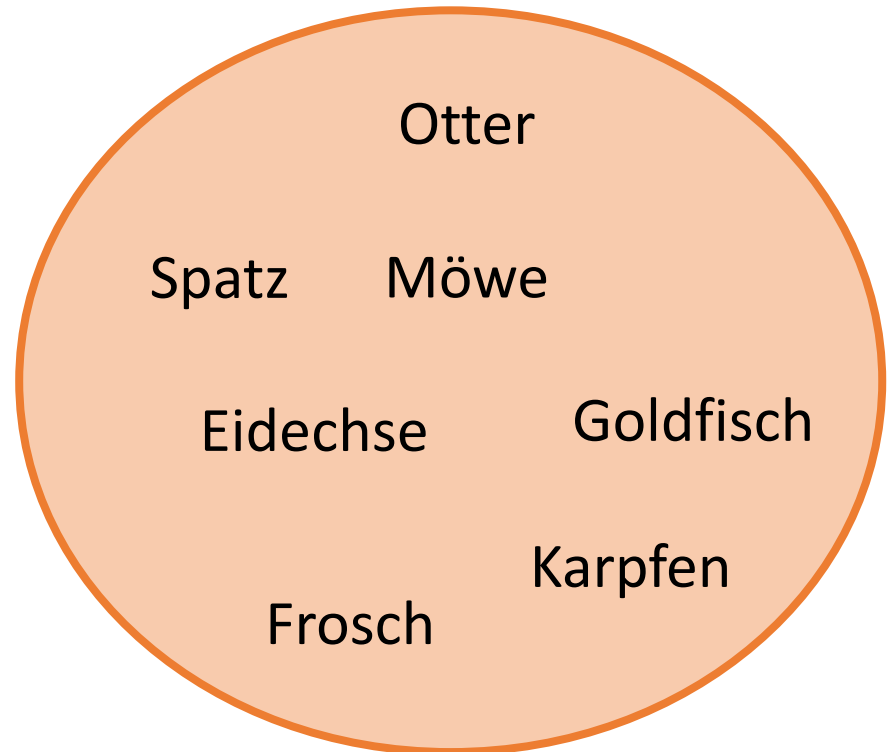 Otter
Spatz Möwe
Eidechse Goldfisch
Karpfen
Frosch